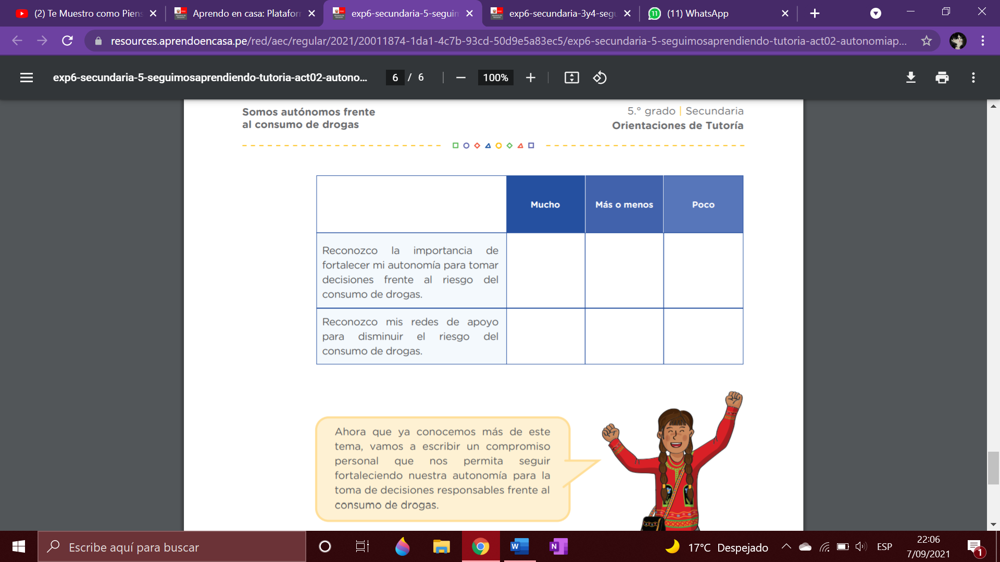 (2) Te Muestro como Piens
Aprendo en casa: Platafor
exp6-secundaria-5-seguim
exp6-secundaria-3y4-segu
11
(11) WhatsApp
resources.aprendoencasa.pe/red/aec/regular/2021/20011874-1da1-4c7b-93cd-50d9e5a83ec5/exp6-secundaria-5-seguimosaprendiendo-tutoria-act02-autonomiap...
exp6-secundaria-5-seguimosaprendiendo-tutoria-act02-autono...
6 / 6
100%
Somos autónomos frente
al consumo de drogas
5.° grado | Secundaria
Orientaciones de Tutoría
Mucho
Más o menos
Poco
Reconozco la importancia de
fortalecer mi autonomía para tomar
decisiones frente al riesgo del
consumo de drogas.
Reconozco mis redes de apoyo
para disminuir el riesgo del
consumo de drogas.
Ahora que ya conocemos más de este
tema, vamos a escribir un compromiso
personal que nos permita seguir
fortaleciendo nuestra autonomía para la
toma de decisiones responsables frente al
consumo de drogas.
Escribe aquí para buscar
W
N
17°C Despejado
ESP
22:06
7/09/2021
1